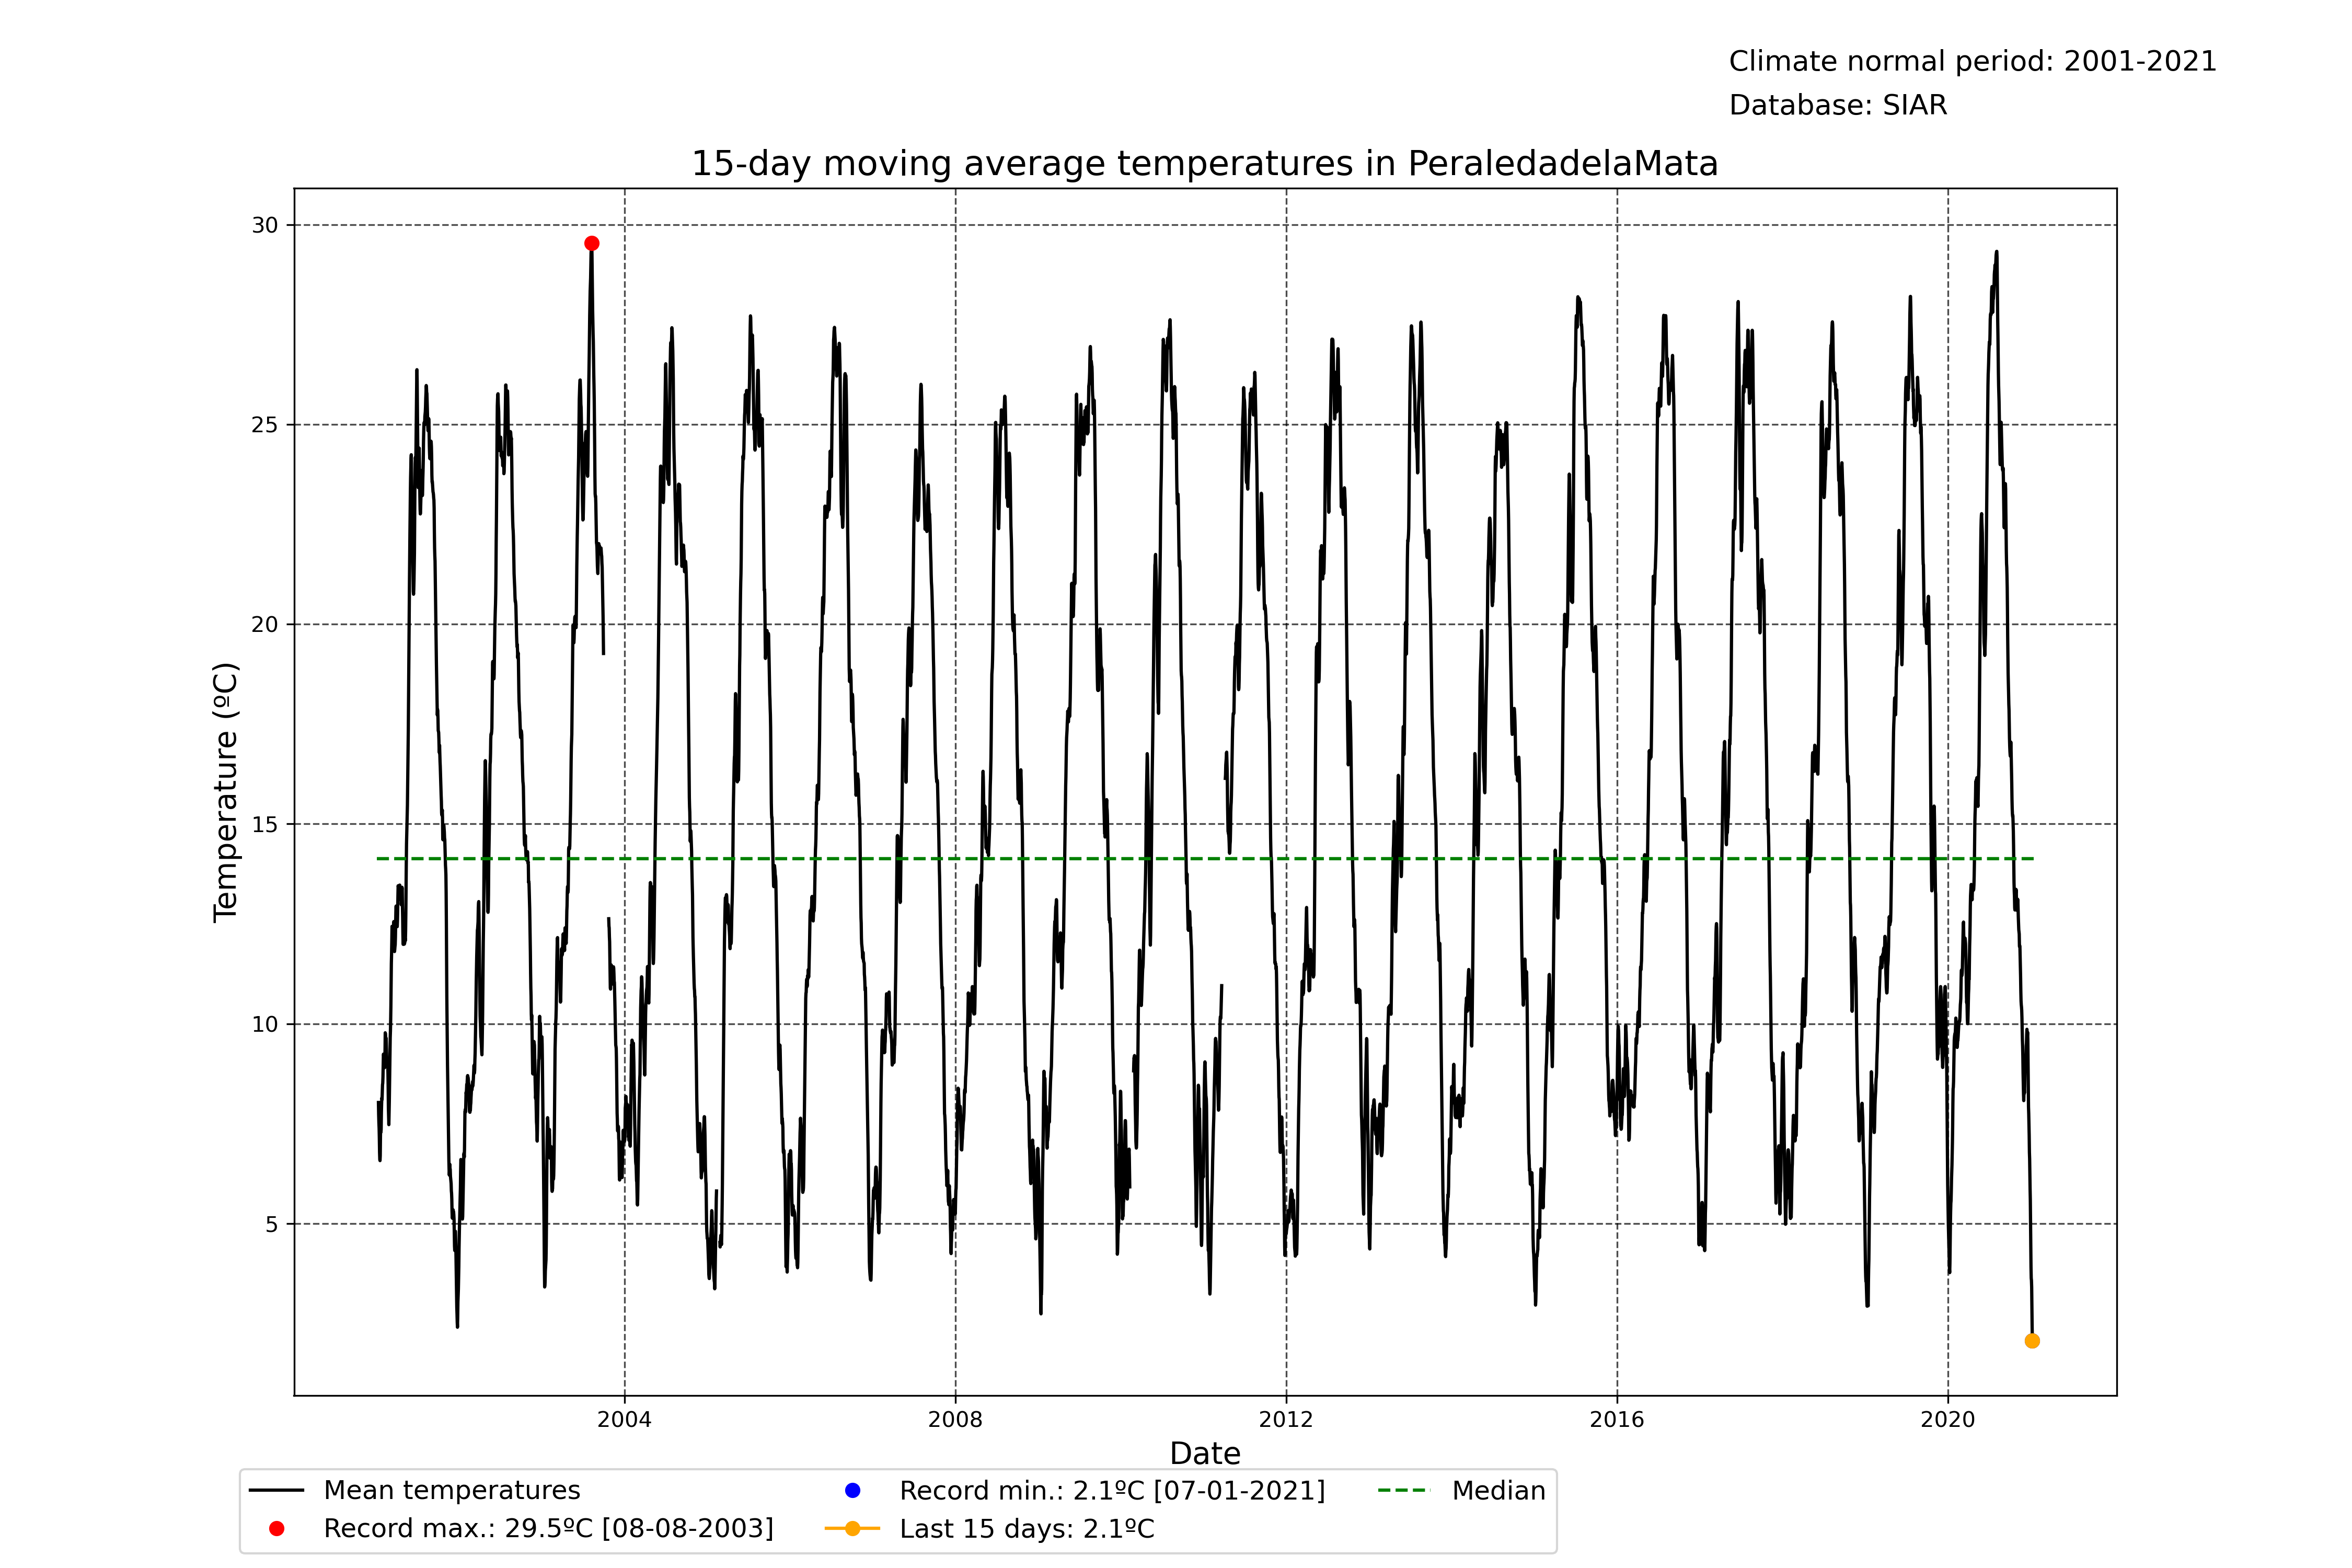 Climate normal period: 2001-2021
Database: SIAR
15-day moving average temperatures in PeraledadelaMata
30
25
20
15
10
5
Temperature (ºC)
2004 2008 2012 2016 2020
Date
Mean temperatures
Record max.: 29.5ºC [08-08-2003]
Record min.: 2.1ºC [07-01-2021]
Last 15 days: 2.1ºC
Median